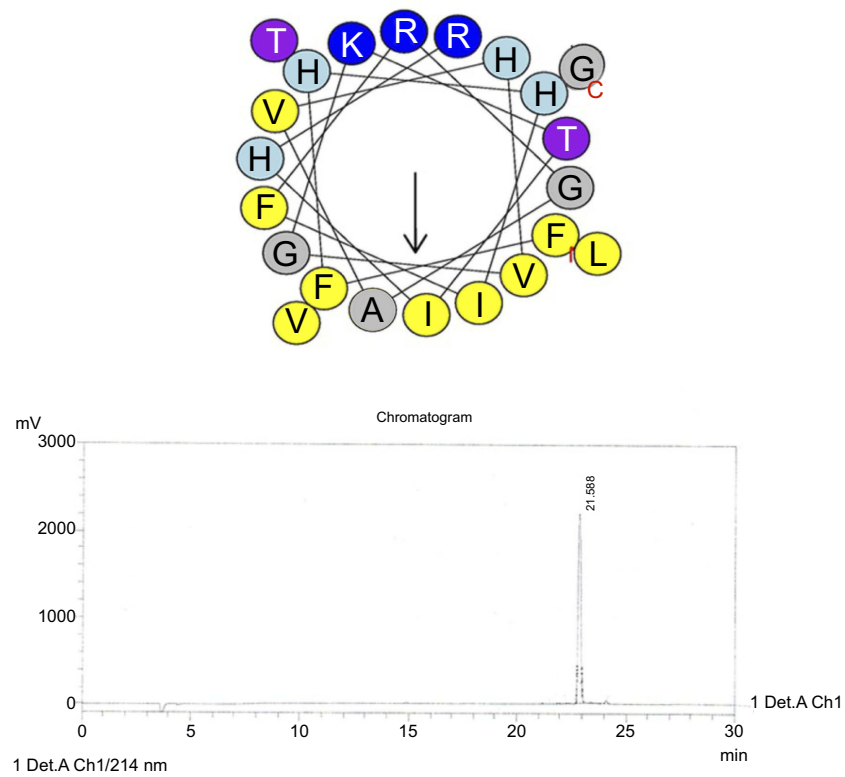 T
K
R
R
H
H
H
G
C
V
T
H
G
F
F
L
G
V
F
V
A
I
I
mV
Chromatogram
3000
21.588
2000
1000
0
1 Det.A Ch1
0 5 10 15 20 25 30
min
1 Det.A Ch1/214 nm